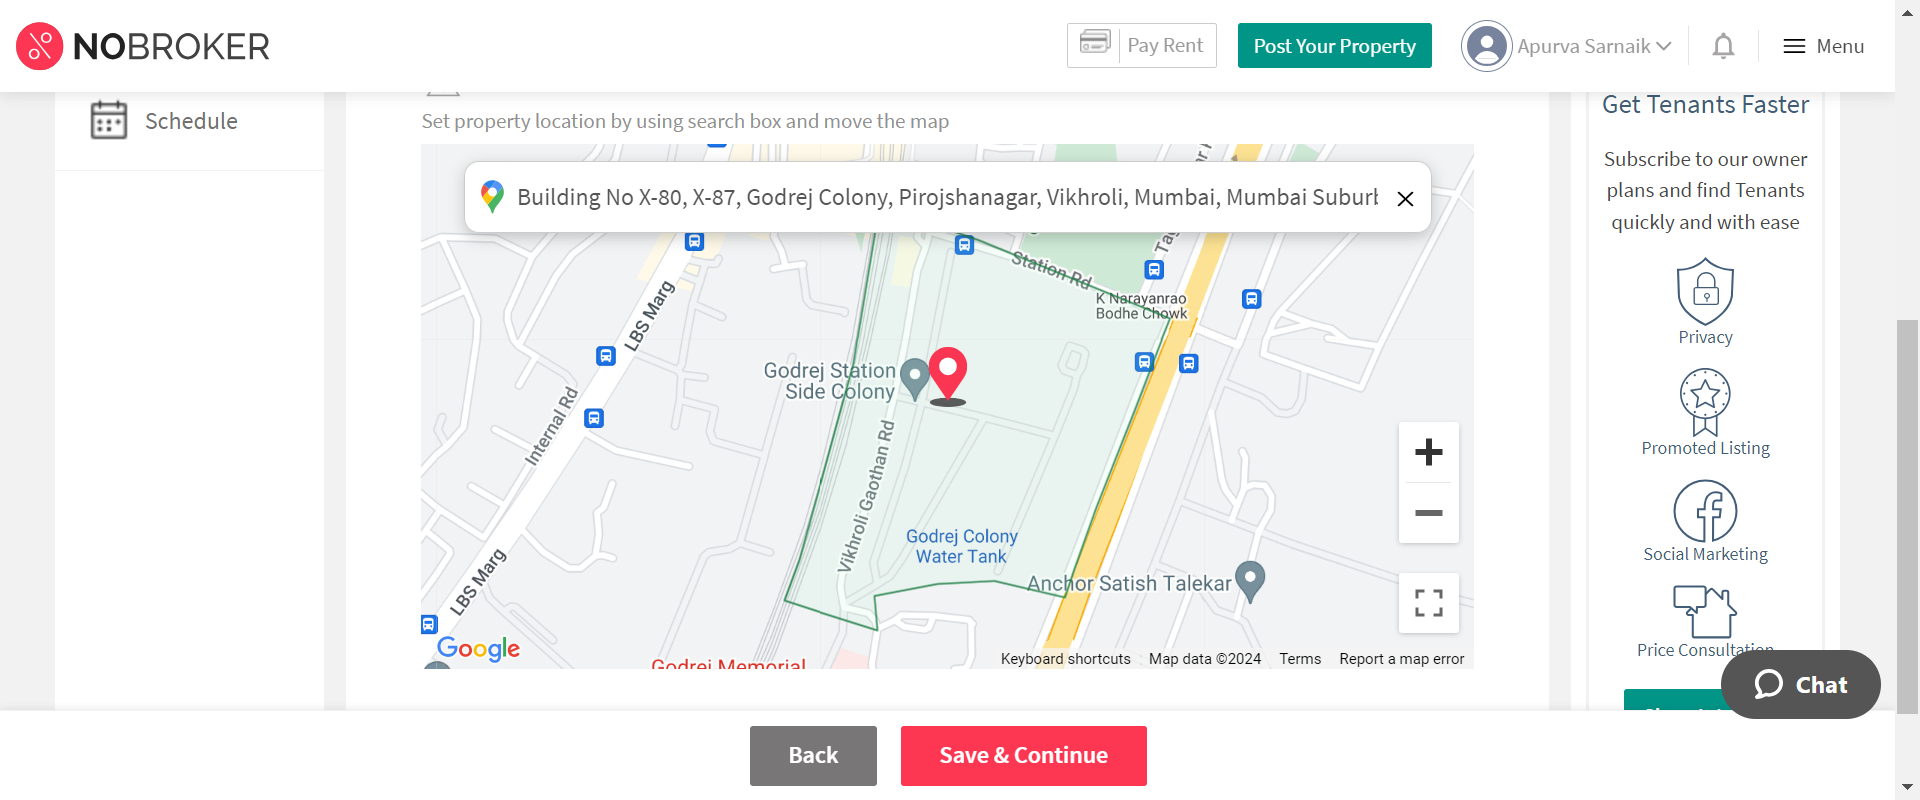 NOBROKER
Pay Rent
Post Your Property
Apurva Sarnaik
Menu
Schedule
Set property location by using search box and move the map
Building No X-80, X-87, Godrej Colony, Pirojshanagar, Vikhroli, Mumbai, Mumbai Suburb
Station Rd
K Narayanrao
Bodhe Chowk
LBS Marg
Godrej Station
Side Colony
Internal Rd
Vikhroli Gaothan Rd
Godrej Colony
Water Tank
Anchor Satish Talekar
LBS Marg
Google
Godrej Memorial
Keyboard shortcuts
Map data ©2024
Terms
Report a map error
Get Tenants Faster
Subscribe to our owner
plans and find Tenants
quickly and with ease
Privacy
Promoted Listing
Social Marketing
Price Consultation
Chat
Back
Save & Continue